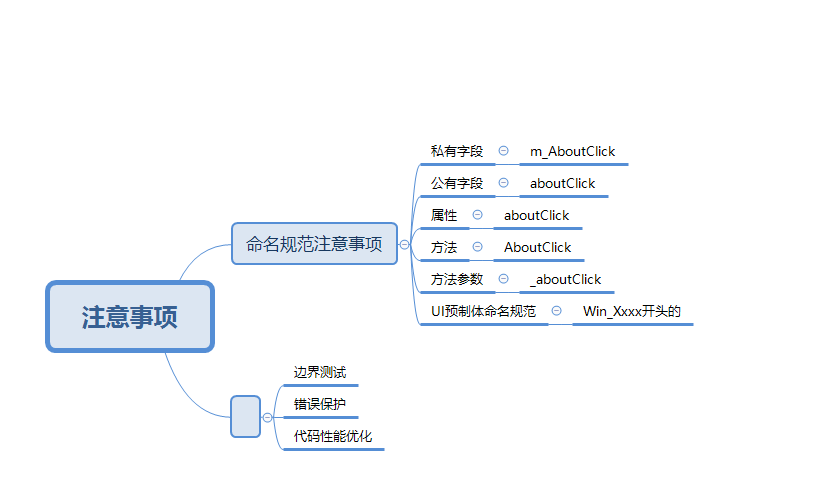 注意事项
命名规范注意事项
私有字段 m_AboutClick
公有字段 aboutClick
属性 aboutClick
方法 AboutClick
方法参数 _aboutClick
UI预制体命名规范 Win_Xxxx开头的
边界测试
错误保护
代码性能优化